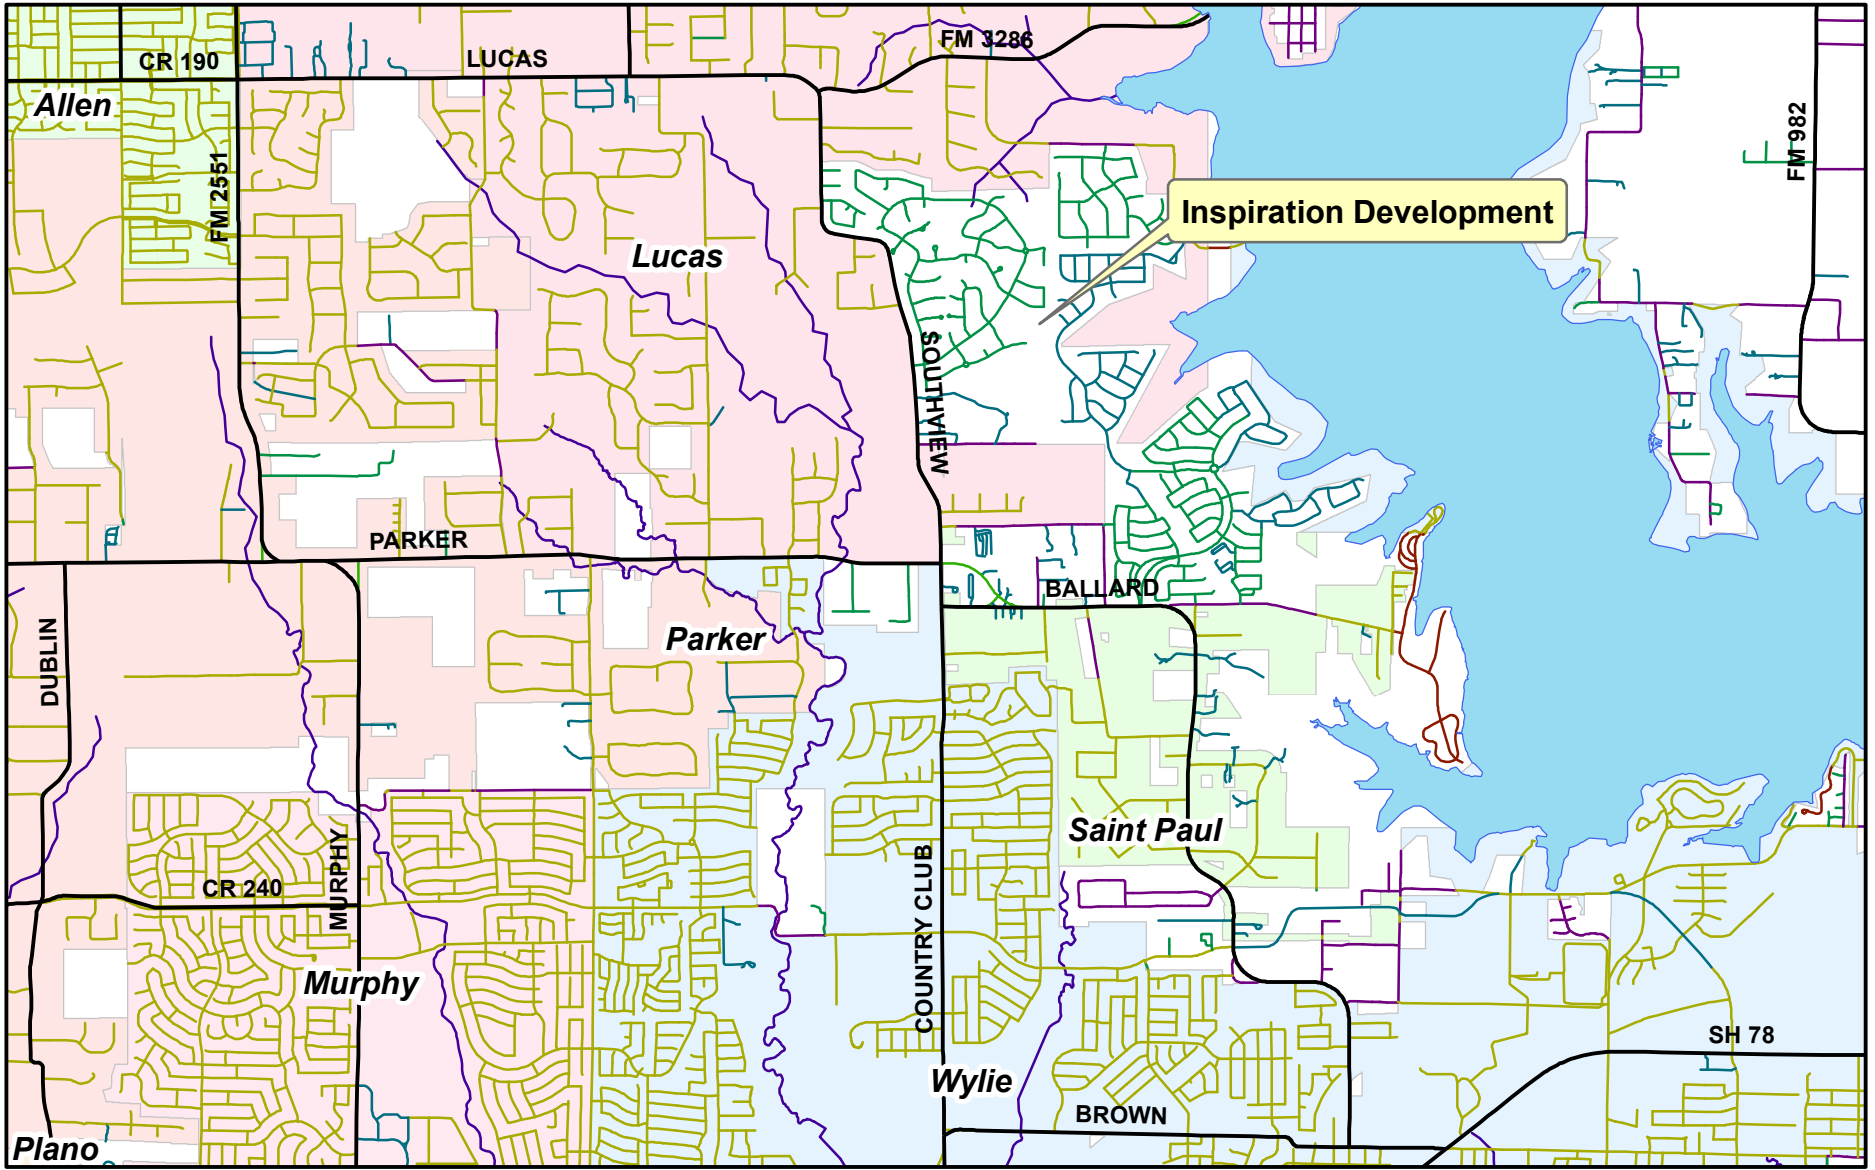 FM 3286
LUCAS
CR 190
Allen
FM 982
FM 2551
Inspiration Development
Lucas
SOUTHVIEW
PARKER
BALLARD
Parker
DUBLIN
Saint Paul
MURPHY
CR 240
COUNTRY CLUB
Murphy
SH 78
Wylie
BROWN
Plano